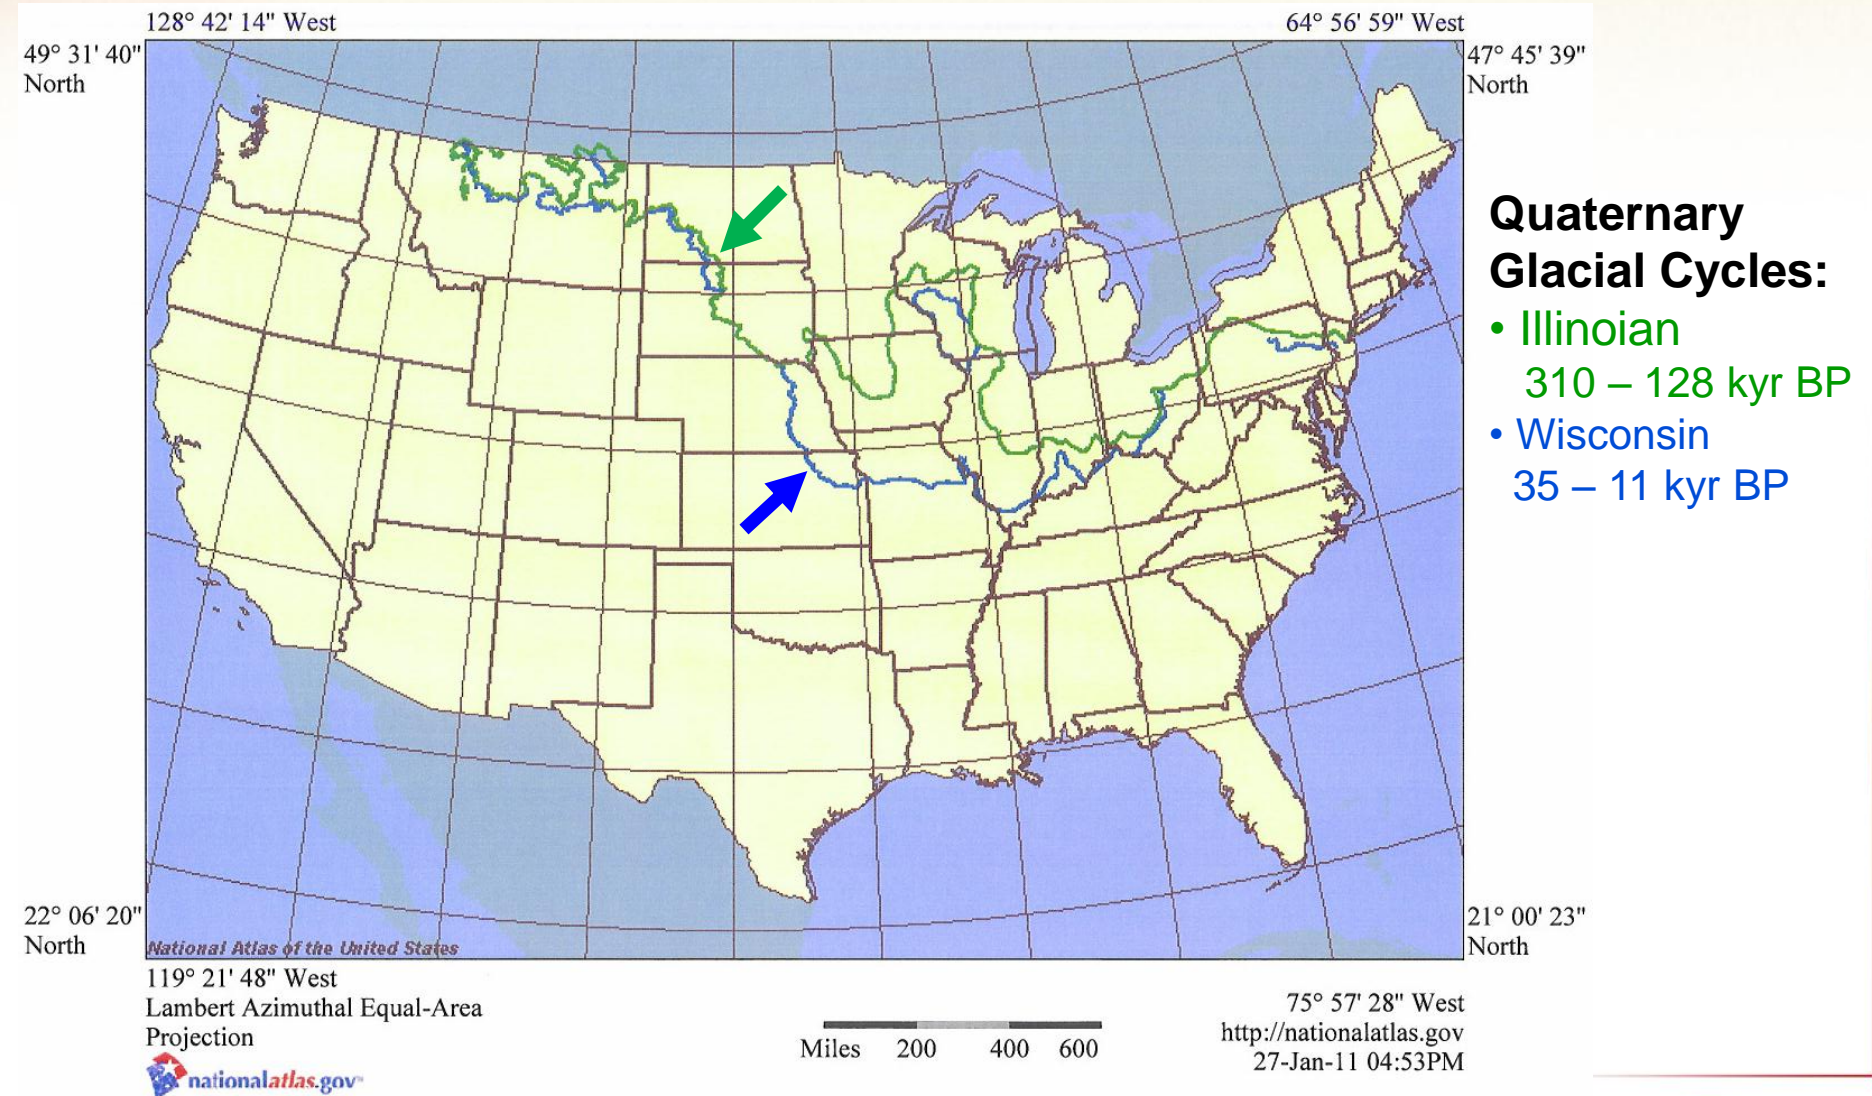 128° 42' 14" West
64° 56' 59" West
49° 31' 40"
North
47° 45' 39"
North
Quaternary
Glacial Cycles:
• Illinoian
310 – 128 kyr BP
• Wisconsin
35 – 11 kyr BP
22° 06' 20"
North
21° 00' 23"
North
National Atlas of the United States
119° 21' 48" West
Lambert Azimuthal Equal-Area
Projection
Miles 200 400 600
75° 57' 28" West
http://nationalatlas.gov
27-Jan-11 04:53PM
nationalatlas.gov™